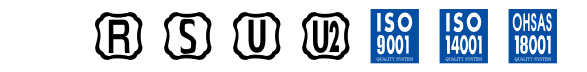 R S U U2
ISO 9001 QUALITY SYSTEM
ISO 14001 QUALITY SYSTEM
OHSAS 18001 QUALITY SYSTEM